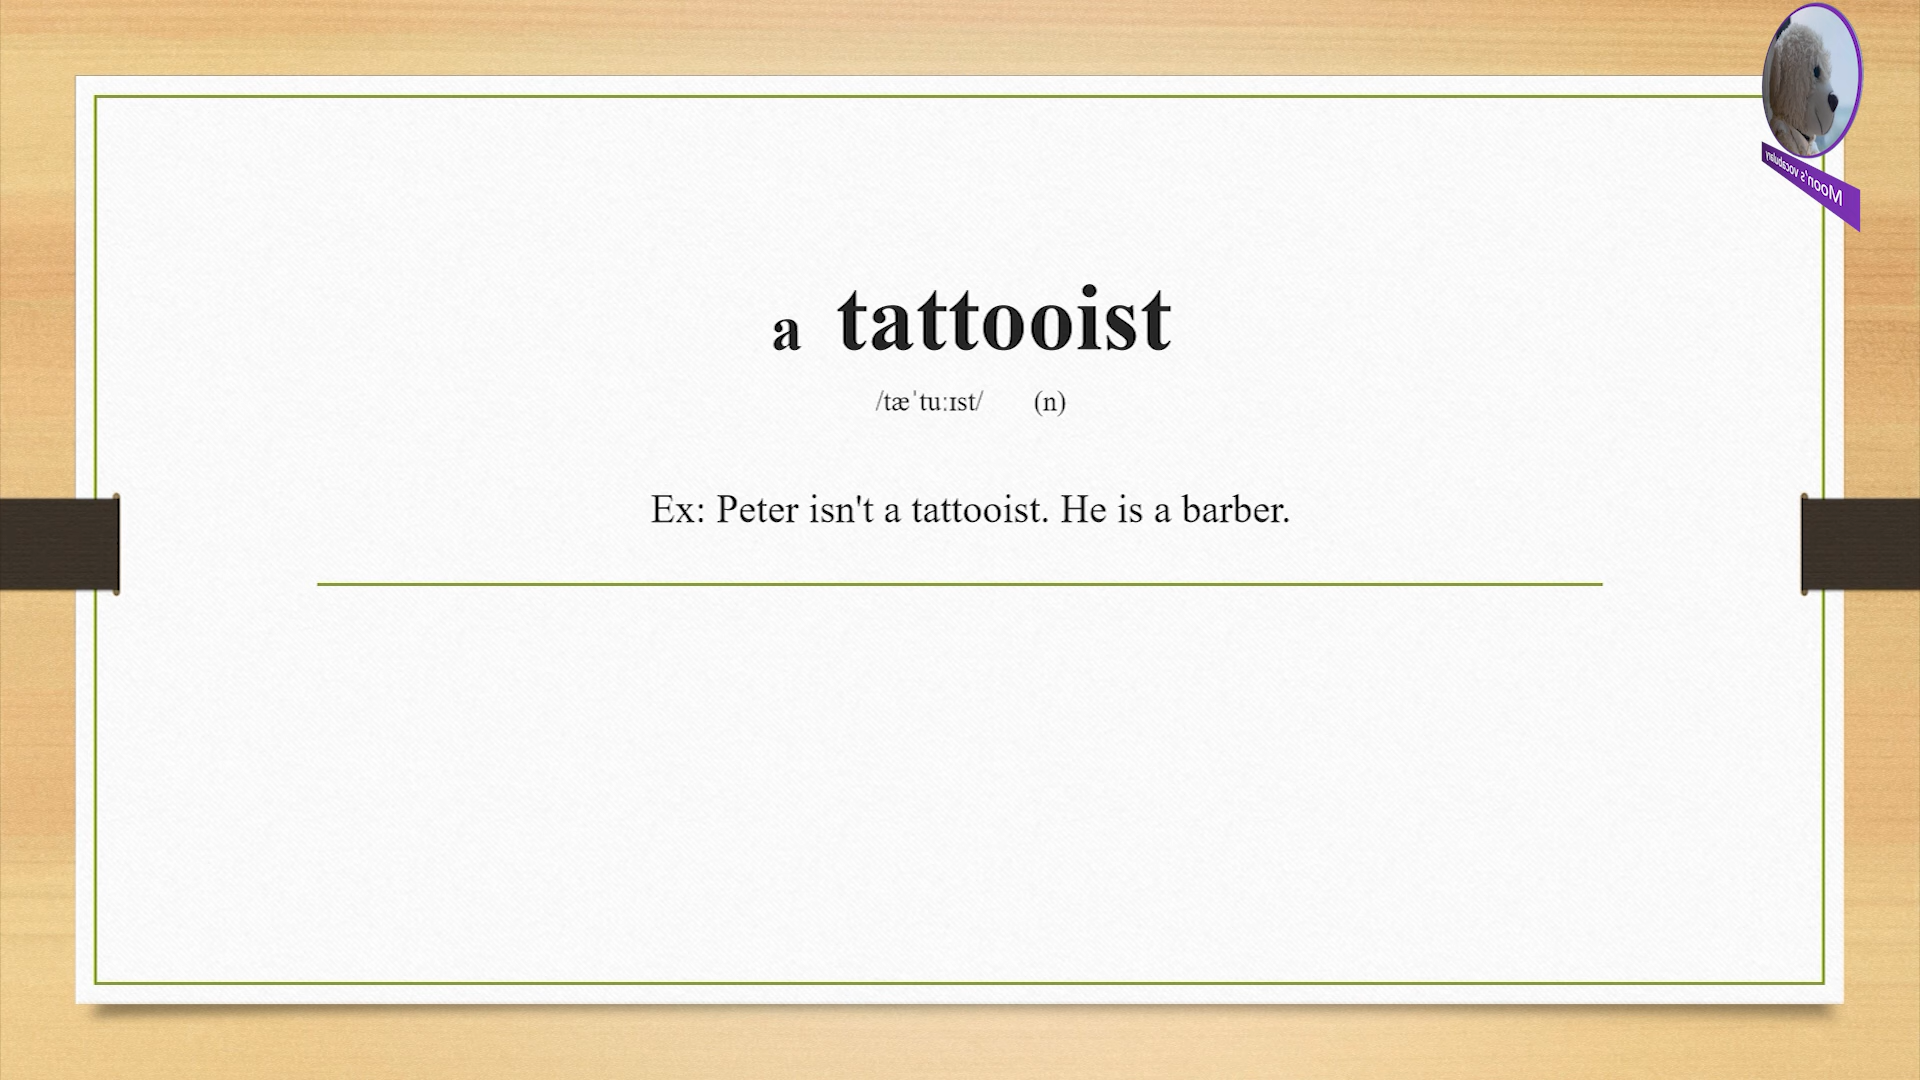 Moon's vocabulary
a tattooist
/tæˈtuːɪst/ (n)
Ex: Peter isn't a tattooist. He is a barber.